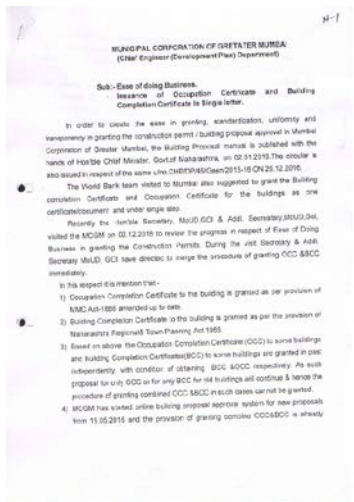 M-1
MUNICIPAL CORPORATION OF GRETATER MUMBAI
(Chief Engineer (Development Plan) Department)
Sub:- Ease of doing Business.
- Issuance of Occupation Certificate and Building
Completion Certificate in Single letter.
In order to create the ease in granting, standardization, uniformity and
transparency in granting the construction permit / building proposal approval in Mumbai
Corporation of Greater Mumbai, the Building Proposal manual is published with the
hands of Hon'ble Chief Minister, Govt.of Maharashtra, on 02.01.2016.The circular is
also issued in respect of the same
The World Bank team visited to Mumbai also suggested to grant the Building
completion Certificate and Occupation Certificate for the buildings as one
certificate/document and under single step.
Recently the Hon'ble Secretary, MoUD,GOI & Addl. Secreatary,MoUD,GoI,
visited the MCGM on 02.12.2016 to review the progress in respect of Ease of Doing
Business in granting the Construction Permits. During the visit Secretary & Addl.
Secretary MoUD, GOI have directed to merge the procedure of granting OCC &BCC
immediately.
In this respect it is mention that:-
1) Occupation Completion Certificate to the building is granted as per provision of
MMC Act-1888 amended up to date.
2) Building Completion Certificate to the building is granted as per the provision of
Maharashtra Regional& Town Planning Act 1966.
3) Based on above the Occupation Completion Certificate (OCC) to some buildings
and building Completion Certificates(BCC) to some buildings are granted in past
independently with condition of obtaining BCC &OCC respectively. As such
proposal for only OCC or for only BCC for old buildings will continue & hence the
procedure of granting combined OCC &BCC in such cases cannot be granted.
4) MCGM has started online building proposal approval system for new proposals
from 15.05.2016 and the provision of granting combine OCC&BCC is already